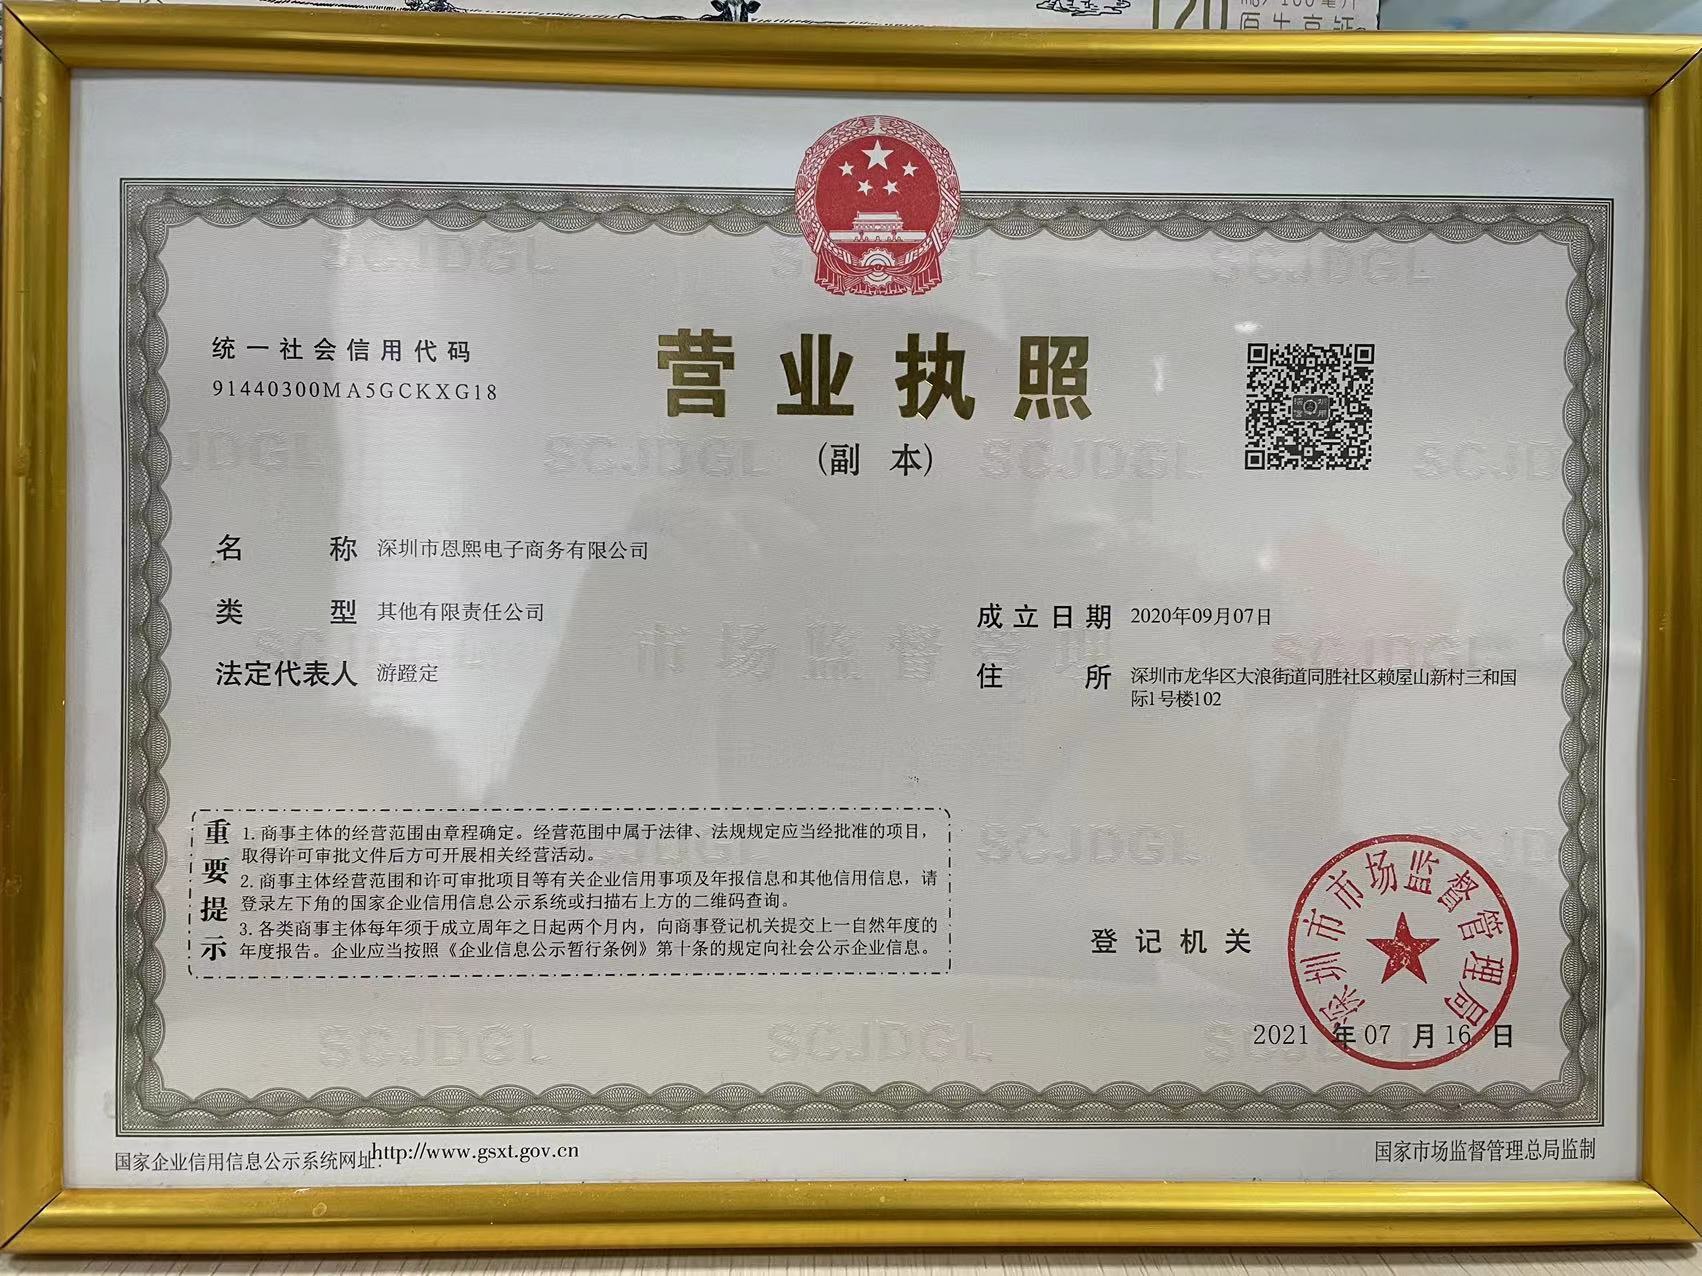 120
原生高钙
统一社会信用代码
91440300MA5GCKXG18
营业执照
(副 本)
名 称 深圳市恩熙电子商务有限公司
类 型 其他有限责任公司
法定代表人 游蹬定
成立日期 2020年09月07日
住 所 深圳市龙华区大浪街道同胜社区赖屋山新村三和国
际1号楼102
重要提示
1. 商事主体的经营范围由章程确定。经营范围中属于法律、法规规定应当经批准的项目，
取得许可审批文件后方可开展相关经营活动。
2. 商事主体经营范围和许可审批项目等有关企业信用事项及年报信息和其他信用信息，请
登录左下角的国家企业信用信息公示系统或扫描右上方的二维码查询。
3. 各类商事主体每年须于成立周年之日起两个月内，向商事登记机关提交上一自然年度的
年度报告。企业应当按照《企业信息公示暂行条例》第十条的规定向社会公示企业信息。
登记机关
深圳市市场监督管理局
2021 年 07 月 16 日
SCJDGL
市场监督管理
国家企业信用信息公示系统网址:http://www.gsxt.gov.cn
国家市场监督管理总局监制